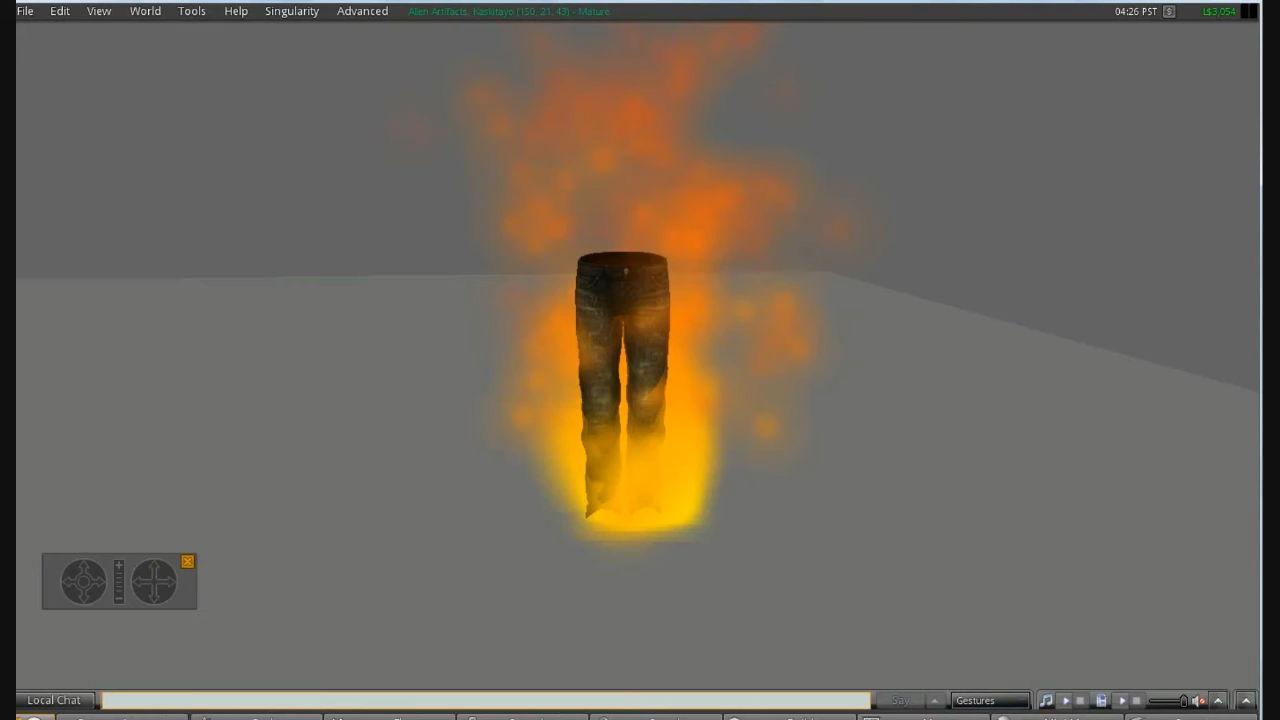 File Edit View World Tools Help Singularity Advanced Alien Artifacts, Kaskitayo (150, 21, 43) - Mature 04:26 PST $ L$3,054
Local Chat Say Gestures